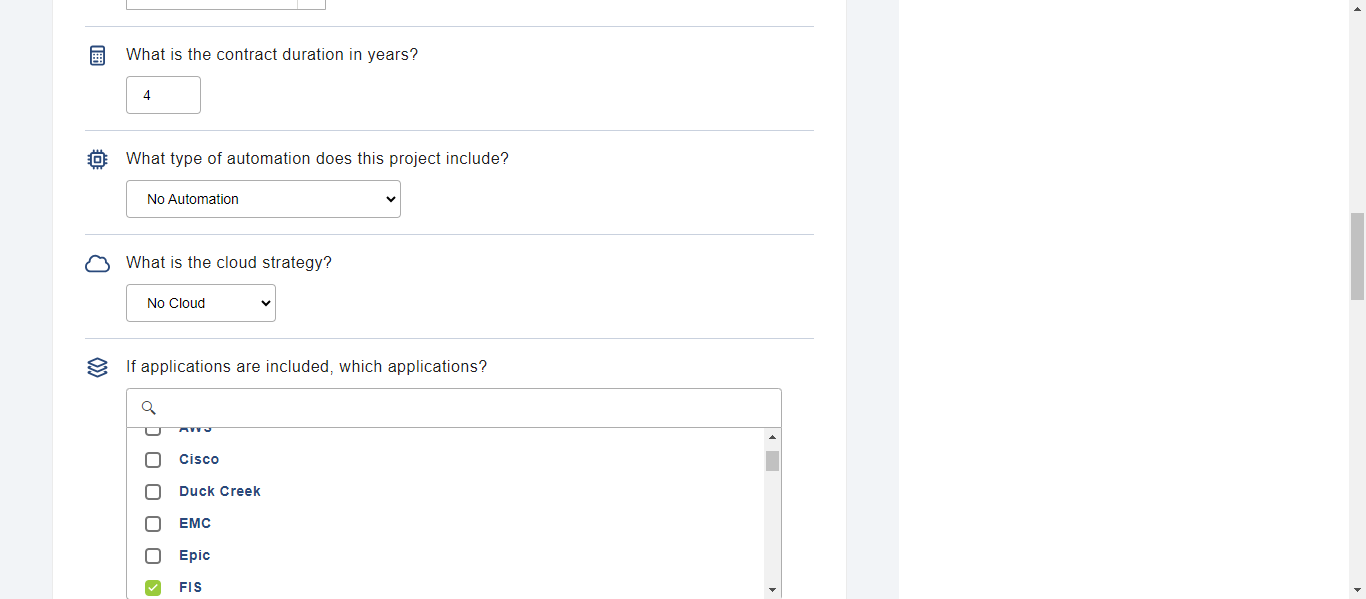 What is the contract duration in years?
4
What type of automation does this project include?
No Automation
What is the cloud strategy?
No Cloud
If applications are included, which applications?
AWS
Cisco
Duck Creek
EMC
Epic
FIS